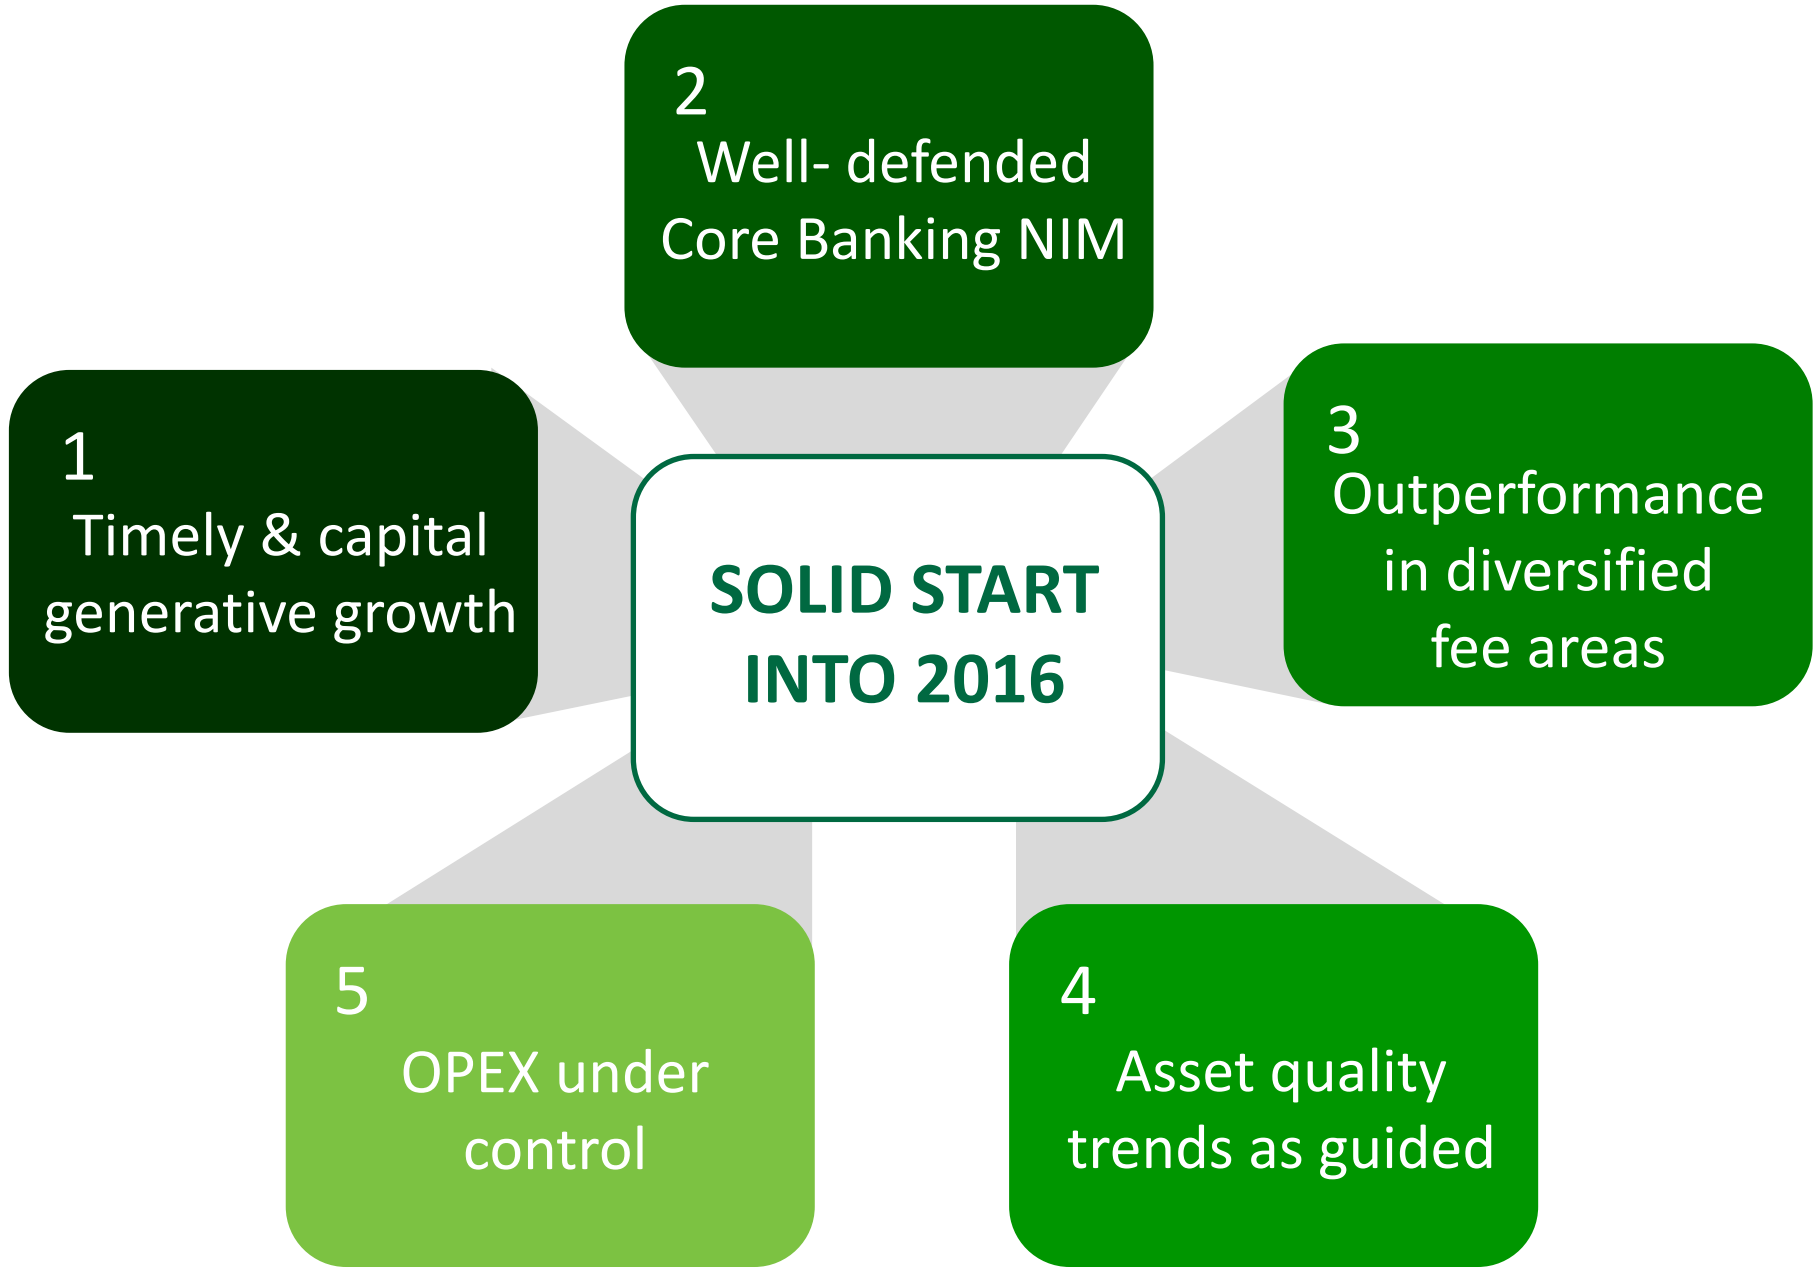 1
Timely & capital
generative growth
2
Well- defended
Core Banking NIM
3
Outperformance
in diversified
fee areas
4
Asset quality
trends as guided
5
OPEX under
control
SOLID START
INTO 2016